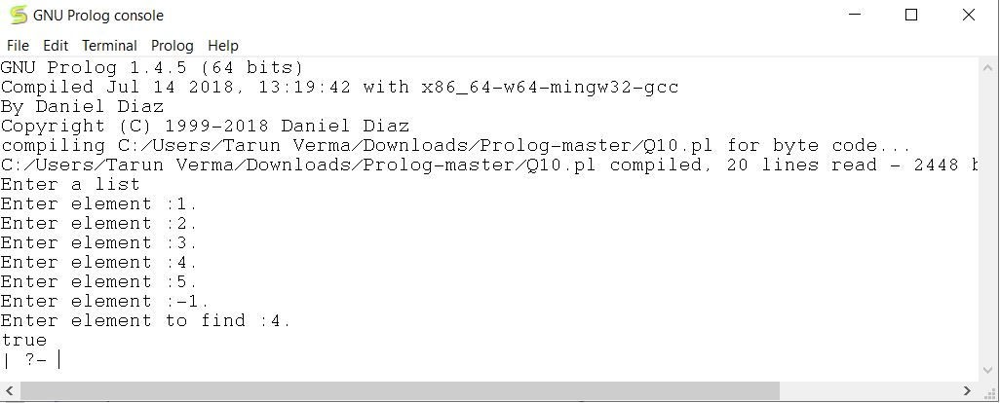 GNU Prolog console
File Edit Terminal Prolog Help
GNU Prolog 1.4.5 (64 bits)
Compiled Jul 14 2018, 13:19:42 with x86_64-w64-mingw32-gcc
By Daniel Diaz
Copyright (C) 1999-2018 Daniel Diaz
compiling C:/Users/Tarun Verma/Downloads/Prolog-master/Q10.pl for byte code...
C:/Users/Tarun Verma/Downloads/Prolog-master/Q10.pl compiled, 20 lines read - 2448 b
Enter a list
Enter element :1.
Enter element :2.
Enter element :3.
Enter element :4.
Enter element :5.
Enter element :-1.
Enter element to find :4.
true
| ?-